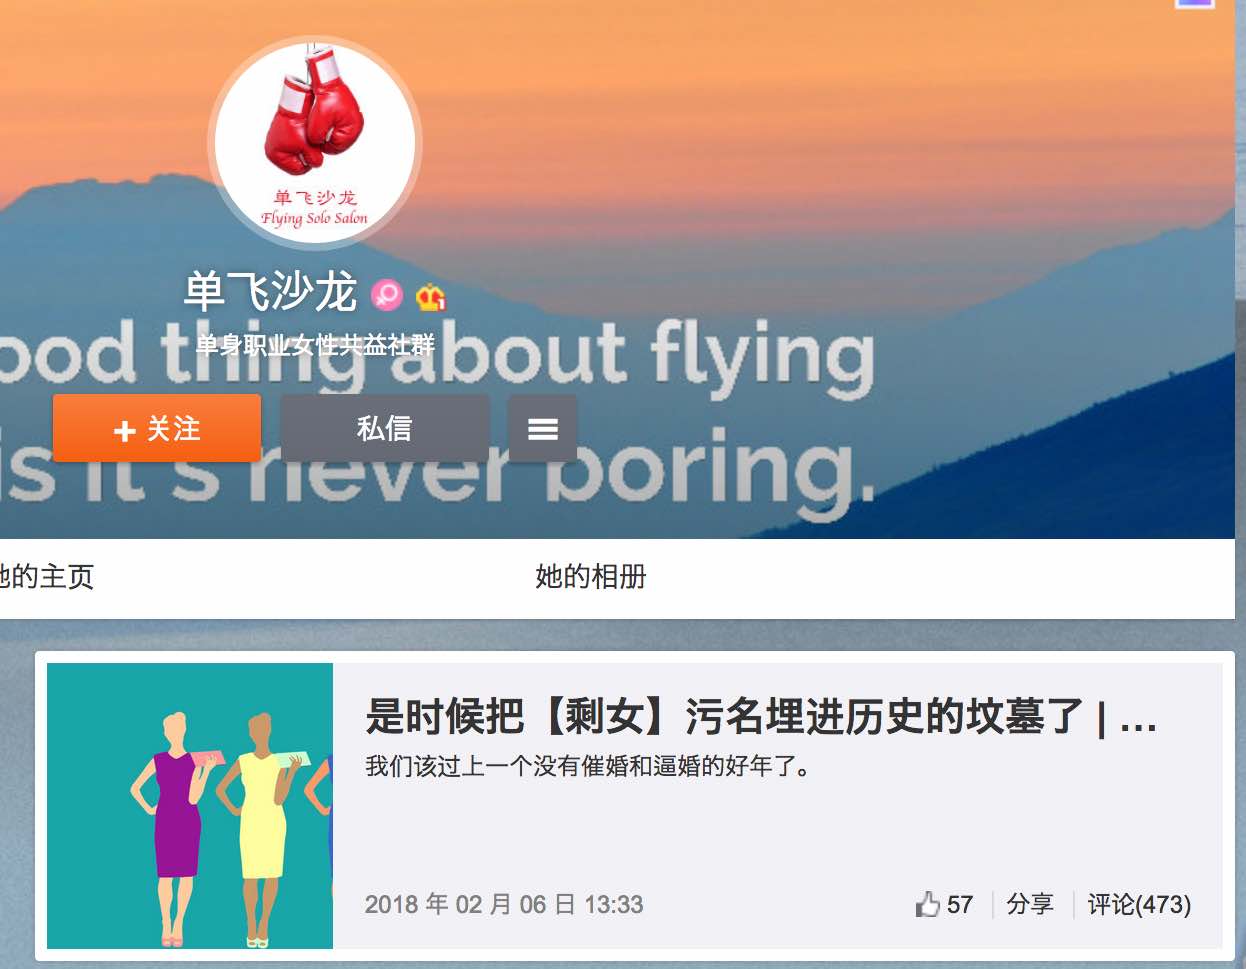 单飞沙龙
Flying Solo Salon
单飞沙龙
ood thing about flying
单身职业女性共益社群
+ 关注
私信
is it's never boring.
她的主页
她的相册
是时候把【剩女】污名埋进历史的坟墓了 | ...
我们该过上一个没有催婚和逼婚的好年了。
2018 年 02 月 06 日 13:33
57
分享
评论(473)